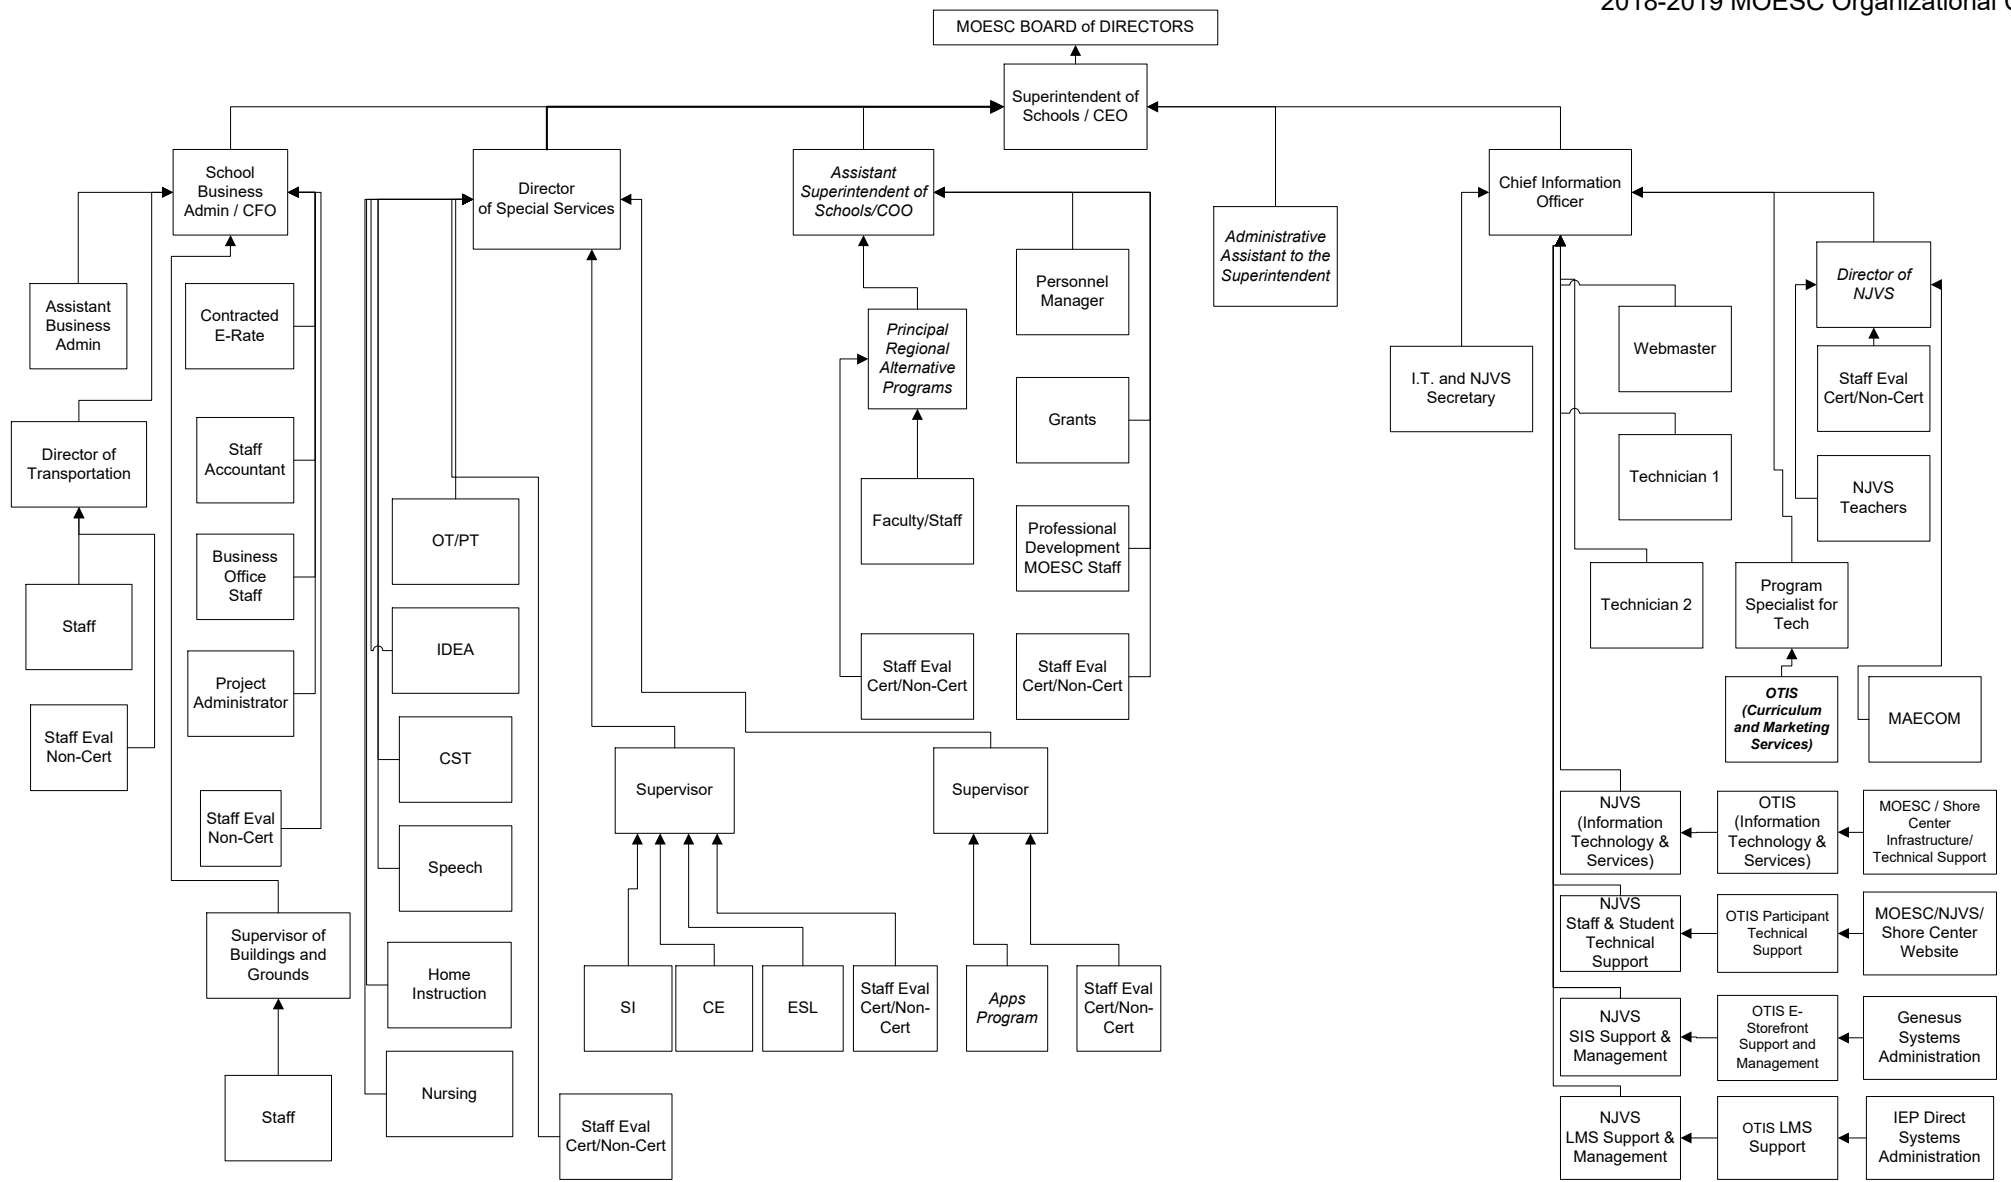 2018-2019 MOESC Organizational
MOESC BOARD of DIRECTORS
Superintendent of
Schools / CEO
School
Business
Admin / CFO
Director
of Special Services
Assistant
Superintendent of
Schools/COO
Administrative
Assistant to the
Superintendent
Chief Information
Officer
Assistant
Business
Admin
Contracted
E-Rate
Director of
Transportation
Staff
Accountant
Business
Office
Staff
Staff
Project
Administrator
Staff Eval
Non-Cert
Staff Eval
Non-Cert
Supervisor of
Buildings and
Grounds
Staff
OT/PT
IDEA
CST
Speech
Home
Instruction
Nursing
Staff Eval
Cert/Non-Cert
Supervisor
SI
CE
ESL
Staff Eval
Cert/Non-
Cert
Supervisor
Apps
Program
Staff Eval
Cert/Non-
Cert
Principal
Regional
Alternative
Programs
Faculty/Staff
Staff Eval
Cert/Non-Cert
Personnel
Manager
Grants
Professional
Development
MOESC Staff
Staff Eval
Cert/Non-Cert
I.T. and NJVS
Secretary
Webmaster
Technician 1
Technician 2
Director of
NJVS
Staff Eval
Cert/Non-Cert
NJVS
Teachers
Program
Specialist for
Tech
OTIS
(Curriculum
and Marketing
Services)
MAECOM
NJVS
(Information
Technology &
Services)
OTIS
(Information
Technology &
Services)
MOESC / Shore
Center
Infrastructure/
Technical Support
NJVS
Staff & Student
Technical
Support
OTIS Participant
Technical
Support
MOESC/NJVS/
Shore Center
Website
NJVS
SIS Support &
Management
OTIS E-
Storefront
Support and
Management
Genesus
Systems
Administration
NJVS
LMS Support &
Management
OTIS LMS
Support
IEP Direct
Systems
Administration